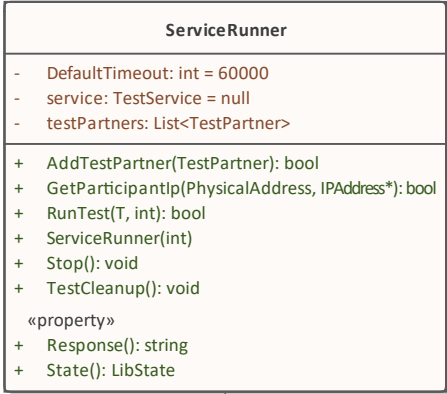 ServiceRunner
- DefaultTimeout: int = 60000
- service: TestService = null
- testPartners: List<TestPartner>
+ AddTestPartner(TestPartner): bool
+ GetParticipantIp(PhysicalAddress, IPAddress*): bool
+ RunTest(T, int): bool
+ ServiceRunner(int)
+ Stop(): void
+ TestCleanup(): void
«property»
+ Response(): string
+ State(): LibState